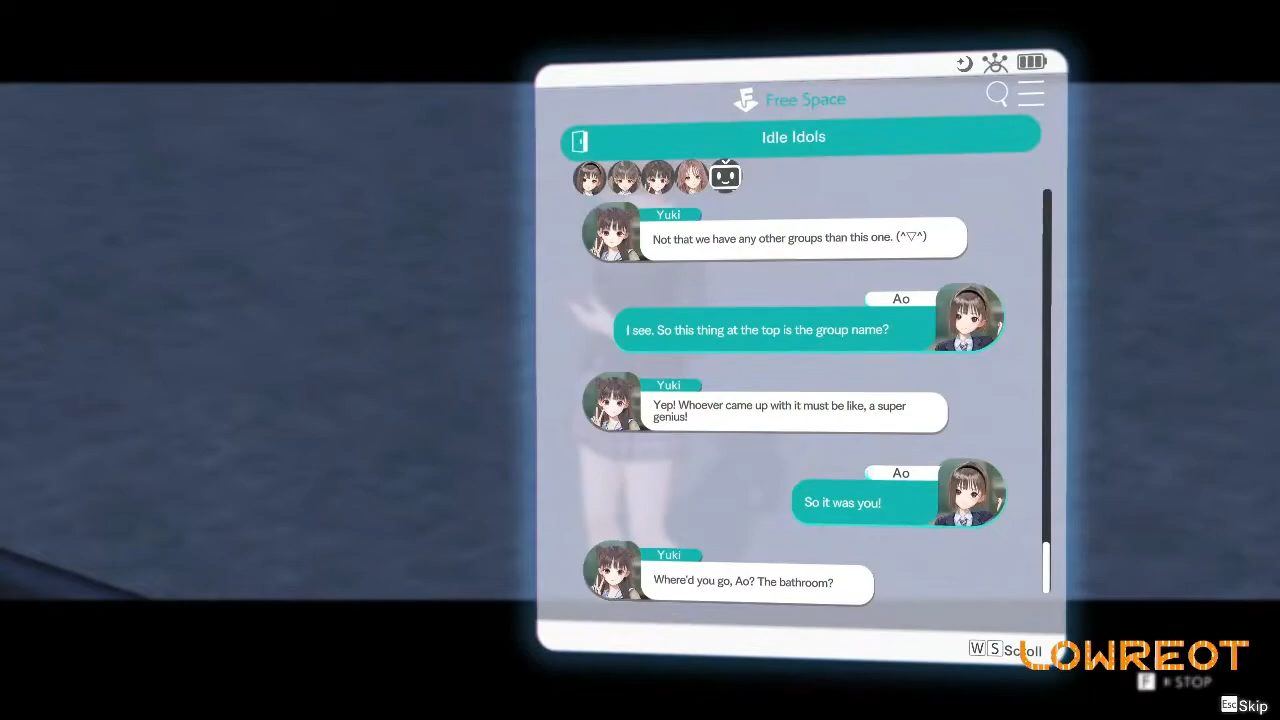 Free Space
Idle Idols
Yuki
Not that we have any other groups than this one. (^▽^)
Ao
I see. So this thing at the top is the group name?
Yuki
Yep! Whoever came up with it must be like, a super
genius!
Ao
So it was you!
Yuki
Where'd you go, Ao? The bathroom?
W S Scroll
LOWREOT
F STOP
Esc Skip